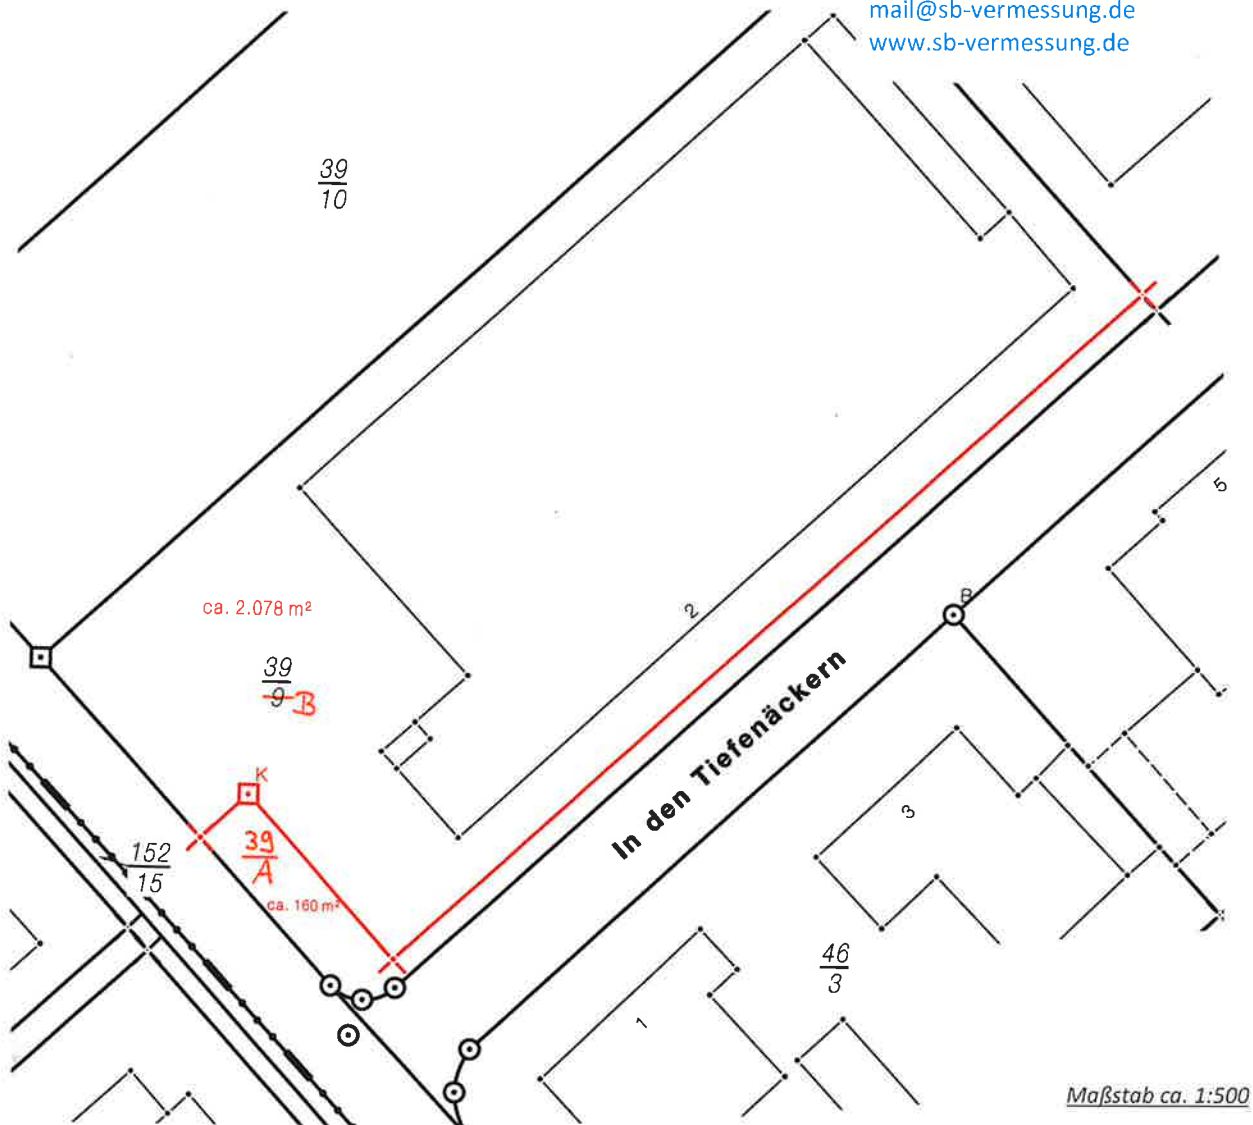 mail@sb-vermessung.de
www.sb-vermessung.de
39
10
5
ca. 2.078 m²
2
B
39
9 B
In den Tiefenäckern
K
3
39
A
152
15
ca. 160 m²
46
3
1
Maßstab ca. 1:500